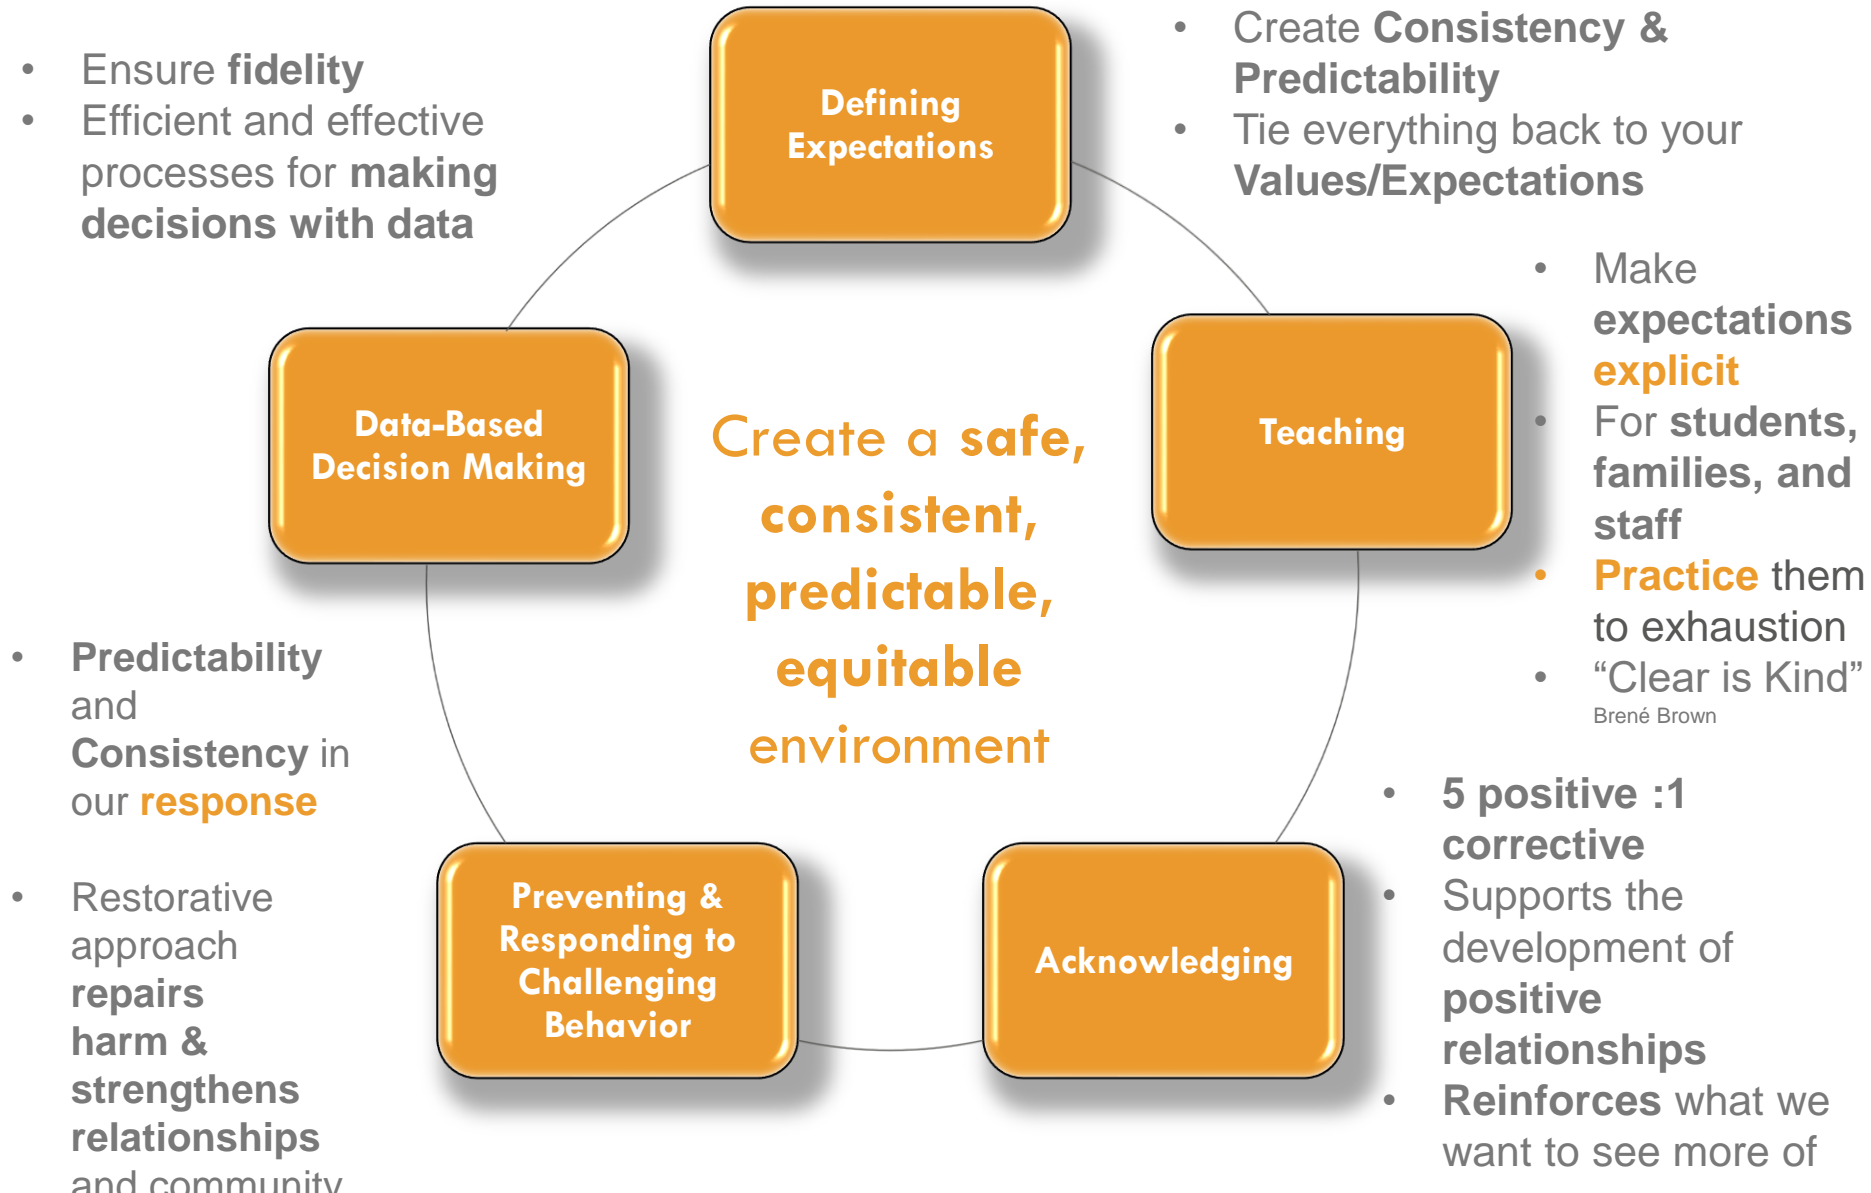 • Ensure fidelity
• Efficient and effective
processes for making
decisions with data
Defining
Expectations
• Create Consistency &
Predictability
• Tie everything back to your
Values/Expectations
Data-Based
Decision Making
Create a safe,
consistent,
predictable,
equitable
environment
Teaching
• Make
expectations
explicit
• For students,
families, and
staff
• Practice them
to exhaustion
• “Clear is Kind”
Brené Brown
• Predictability
and
Consistency in
our response
• Restorative
approach
repairs
harm &
strengthens
relationships
and community
Preventing &
Responding to
Challenging
Behavior
Acknowledging
• 5 positive :1
corrective
• Supports the
development of
positive
relationships
• Reinforces what we
want to see more of